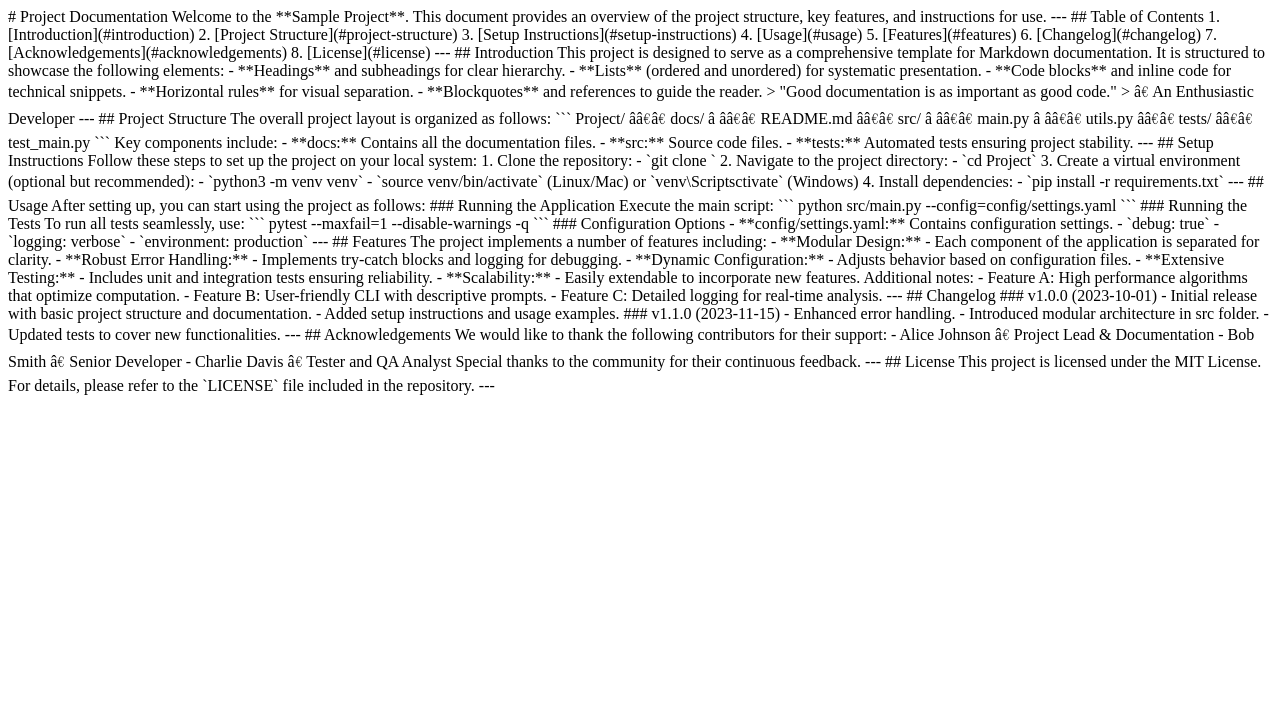 # Project Documentation Welcome to the **Sample Project**. This document provides an overview of the project structure, key features, and instructions for use. --- ## Table of Contents 1.
[Introduction](#introduction) 2. [Project Structure](#project-structure) 3. [Setup Instructions](#setup-instructions) 4. [Usage](#usage) 5. [Features](#features) 6. [Changelog](#changelog) 7.
[Acknowledgements](#acknowledgements) 8. [License](#license) --- ## Introduction This project is designed to serve as a comprehensive template for Markdown documentation. It is structured to
showcase the following elements: - **Headings** and subheadings for clear hierarchy. - **Lists** (ordered and unordered) for systematic presentation. - **Code blocks** and inline code for
technical snippets. - **Horizontal rules** for visual separation. - **Blockquotes** and references to guide the reader. > "Good documentation is as important as good code." > â€ An Enthusiastic
Developer --- ## Project Structure The overall project layout is organized as follows: ``` Project/ ââ€â€ docs/ â ââ€â€ README.md ââ€â€ src/ â ââ€â€ main.py â ââ€â€ utils.py ââ€â€ tests/ ââ€â€
test_main.py ``` Key components include: - **docs:** Contains all the documentation files. - **src:** Source code files. - **tests:** Automated tests ensuring project stability. --- ## Setup
Instructions Follow these steps to set up the project on your local system: 1. Clone the repository: - `git clone ` 2. Navigate to the project directory: - `cd Project` 3. Create a virtual environment
(optional but recommended): - `python3 -m venv venv` - `source venv/bin/activate` (Linux/Mac) or `venv\Scriptsctivate` (Windows) 4. Install dependencies: - `pip install -r requirements.txt` --- ##
Usage After setting up, you can start using the project as follows: ### Running the Application Execute the main script: ``` python src/main.py --config=config/settings.yaml ``` ### Running the
Tests To run all tests seamlessly, use: ``` pytest --maxfail=1 --disable-warnings -q ``` ### Configuration Options - **config/settings.yaml:** Contains configuration settings. - `debug: true` -
`logging: verbose` - `environment: production` --- ## Features The project implements a number of features including: - **Modular Design:** - Each component of the application is separated for
clarity. - **Robust Error Handling:** - Implements try-catch blocks and logging for debugging. - **Dynamic Configuration:** - Adjusts behavior based on configuration files. - **Extensive
Testing:** - Includes unit and integration tests ensuring reliability. - **Scalability:** - Easily extendable to incorporate new features. Additional notes: - Feature A: High performance algorithms
that optimize computation. - Feature B: User-friendly CLI with descriptive prompts. - Feature C: Detailed logging for real-time analysis. --- ## Changelog ### v1.0.0 (2023-10-01) - Initial release
with basic project structure and documentation. - Added setup instructions and usage examples. ### v1.1.0 (2023-11-15) - Enhanced error handling. - Introduced modular architecture in src folder. -
Updated tests to cover new functionalities. --- ## Acknowledgements We would like to thank the following contributors for their support: - Alice Johnson â€ Project Lead & Documentation - Bob
Smith â€ Senior Developer - Charlie Davis â€ Tester and QA Analyst Special thanks to the community for their continuous feedback. --- ## License This project is licensed under the MIT License.
For details, please refer to the `LICENSE` file included in the repository. ---